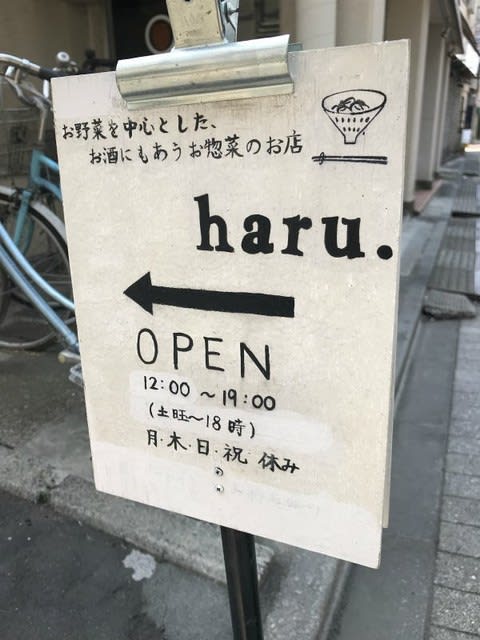 お野菜を中心とした、
お酒にもあうお惣菜のお店
haru.
OPEN
12:00～19:00
(土旺～18時)
月・木・日・祝 休み